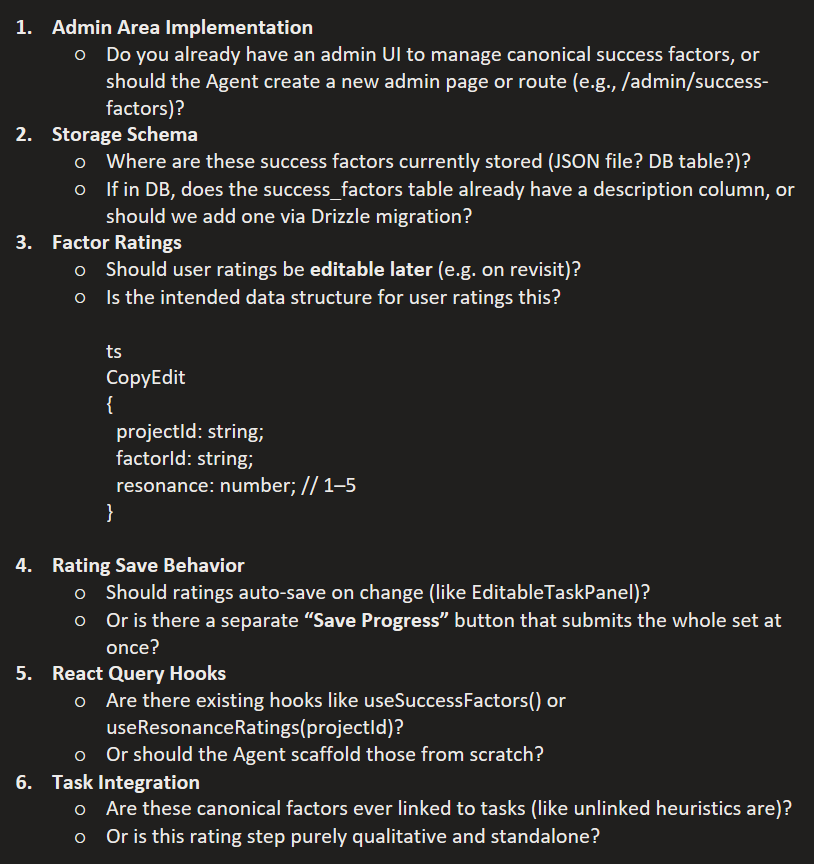 1. Admin Area Implementation
o Do you already have an admin UI to manage canonical success factors, or
should the Agent create a new admin page or route (e.g., /admin/success-
factors)?
2. Storage Schema
o Where are these success factors currently stored (JSON file? DB table?)?
o If in DB, does the success_factors table already have a description column, or
should we add one via Drizzle migration?
3. Factor Ratings
o Should user ratings be editable later (e.g. on revisit)?
o Is the intended data structure for user ratings this?
ts
CopyEdit
{
projectId: string;
factorId: string;
resonance: number; // 1–5
}
4. Rating Save Behavior
o Should ratings auto-save on change (like EditableTaskPanel)?
o Or is there a separate “Save Progress” button that submits the whole set at
once?
5. React Query Hooks
o Are there existing hooks like useSuccessFactors() or
useResonanceRatings(projectId)?
o Or should the Agent scaffold those from scratch?
6. Task Integration
o Are these canonical factors ever linked to tasks (like unlinked heuristics are)?
o Or is this rating step purely qualitative and standalone?